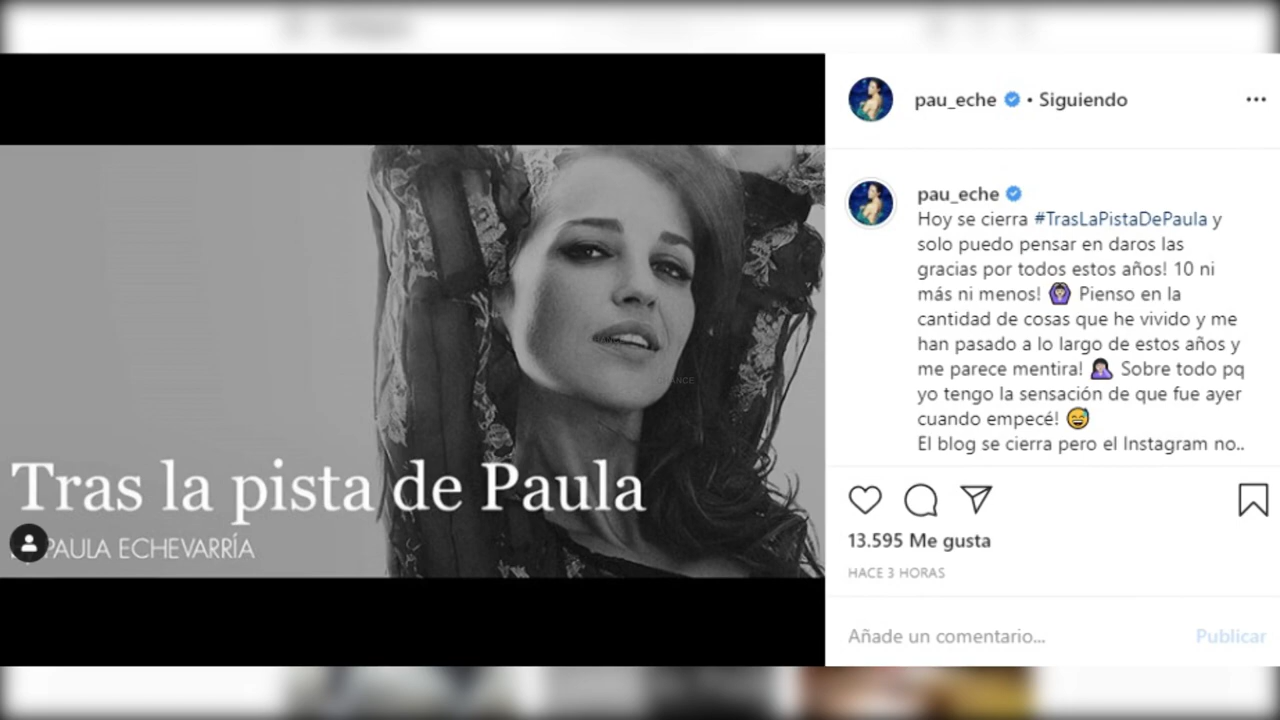 Tras la pista de Paula
PAULA ECHEVARRÍA
pau_eche • Siguiendo
pau_eche
Hoy se cierra #TrasLaPistaDePaula y
solo puedo pensar en daros las
gracias por todos estos años! 10 ni
más ni menos! 🙆🏻‍♀️ Pienso en la
cantidad de cosas que he vivido y me
han pasado a lo largo de estos años y
me parece mentira! 🤦🏻‍♀️ Sobre todo pq
yo tengo la sensación de que fue ayer
cuando empecé! 😅
El blog se cierra pero el Instagram no..
13.595 Me gusta
HACE 3 HORAS
Añade un comentario...
Publicar